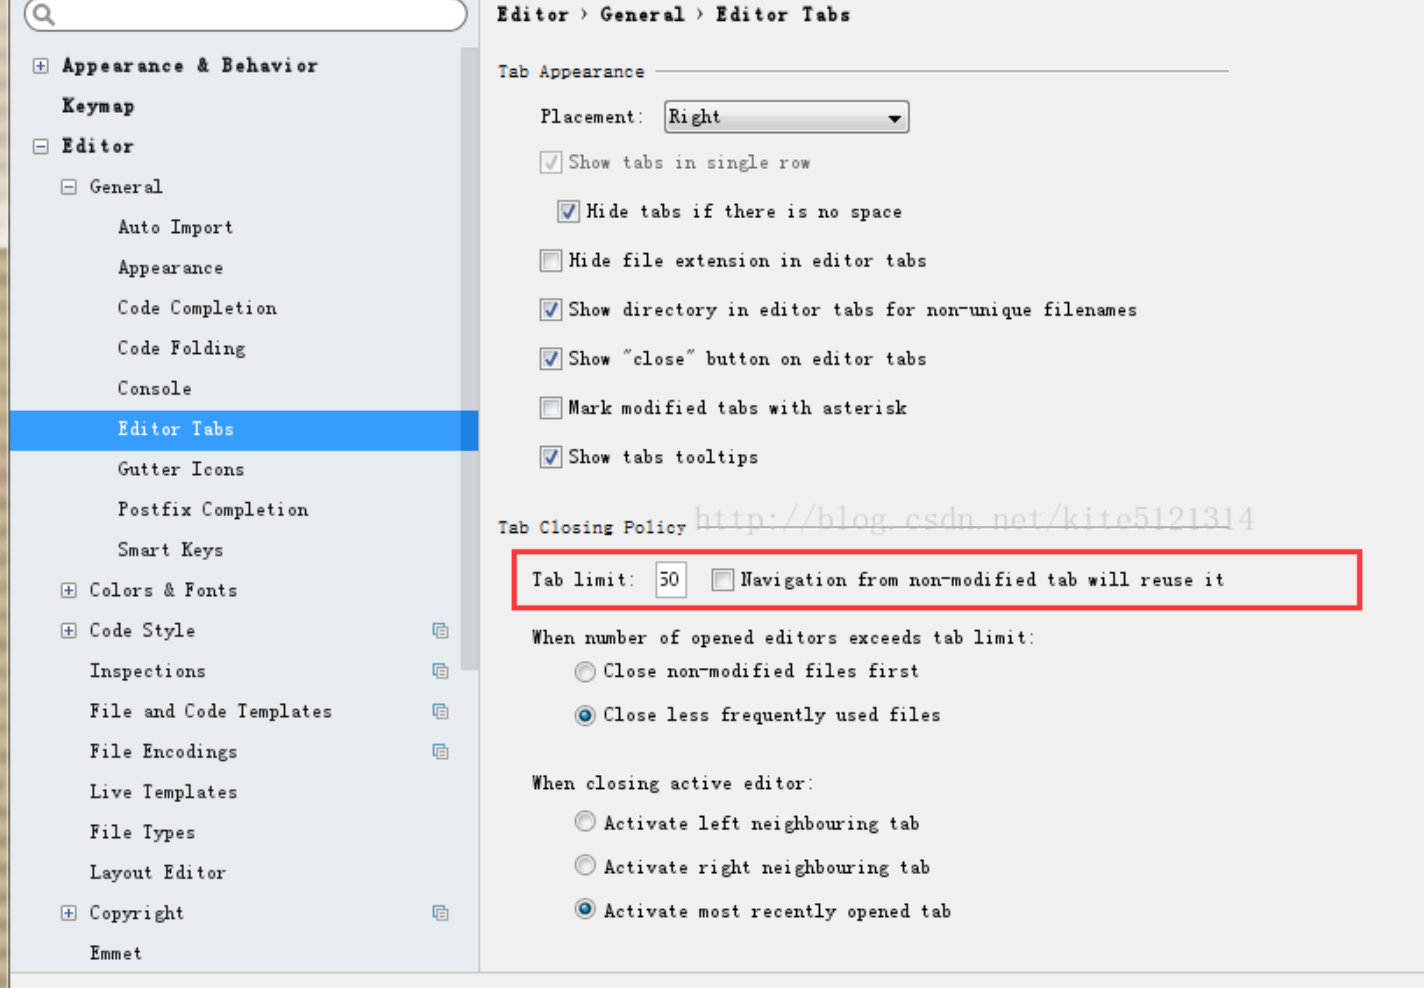 Editor › General › Editor Tabs
Appearance & Behavior
Keymap
Editor
General
Auto Import
Appearance
Code Completion
Code Folding
Console
Editor Tabs
Gutter Icons
Postfix Completion
Smart Keys
Colors & Fonts
Code Style
Inspections
File and Code Templates
File Encodings
Live Templates
File Types
Layout Editor
Copyright
Emmet
Tab Appearance
Placement: Right
Show tabs in single row
Hide tabs if there is no space
Hide file extension in editor tabs
Show directory in editor tabs for non-unique filenames
Show "close" button on editor tabs
Mark modified tabs with asterisk
Show tabs tooltips
http://blog.csdn.net/kite5121314
Tab Closing Policy
Tab limit: 50 Navigation from non-modified tab will reuse it
When number of opened editors exceeds tab limit:
Close non-modified files first
Close less frequently used files
When closing active editor:
Activate left neighbouring tab
Activate right neighbouring tab
Activate most recently opened tab